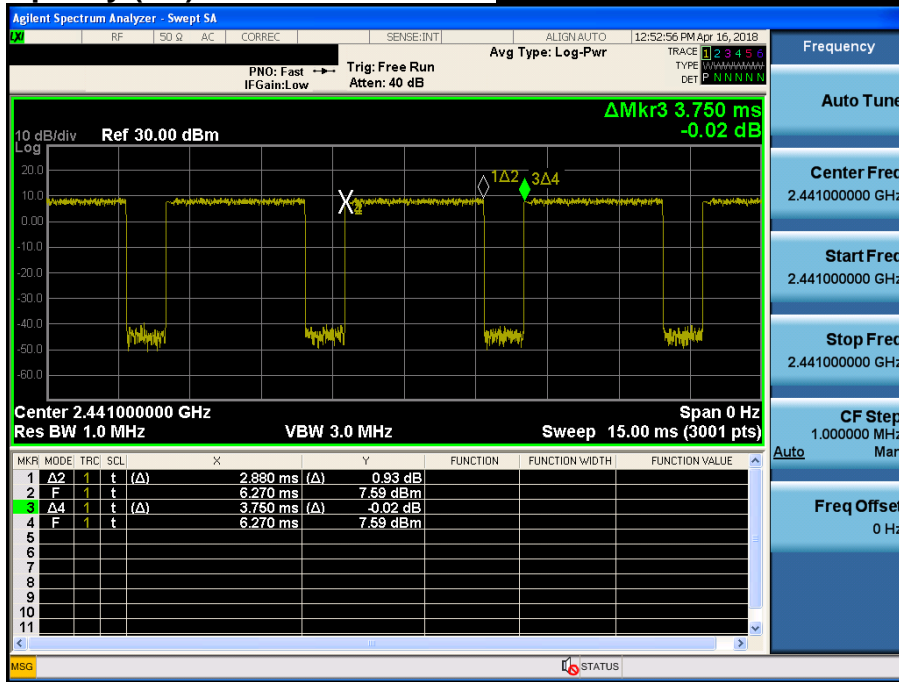 Agilent Spectrum Analyzer - Swept SA
LXI RF 50 Ω AC CORREC SENSE:INT ALIGN AUTO 12:52:56 PM Apr 16, 2018
Avg Type: Log-Pwr TRACE 1 2 3 4 5 6
PNO: Fast Trig: Free Run TYPE
IFGain:Low Atten: 40 dB DET P N N N N N
ΔMkr3 3.750 ms
-0.02 dB
10 dB/div Ref 30.00 dBm
Log
20.0
10.0
0.00
-10.0
-20.0
-30.0
-40.0
-50.0
-60.0
1Δ2
3Δ4
X
Center 2.441000000 GHz Span 0 Hz
Res BW 1.0 MHz VBW 3.0 MHz Sweep 15.00 ms (3001 pts)
MKR MODE TRC SCL X Y FUNCTION FUNCTION WIDTH FUNCTION VALUE
1 Δ2 1 t (Δ) 2.880 ms (Δ) 0.93 dB
2 F 1 t 6.270 ms 7.59 dBm
3 Δ4 1 t (Δ) 3.750 ms (Δ) -0.02 dB
4 F 1 t 6.270 ms 7.59 dBm
5
6
7
8
9
10
11
MSG STATUS
Frequency
Auto Tune
Center Freq
2.441000000 GHz
Start Freq
2.441000000 GHz
Stop Freq
2.441000000 GHz
CF Step
1.000000 MHz
Auto Man
Freq Offset
0 Hz